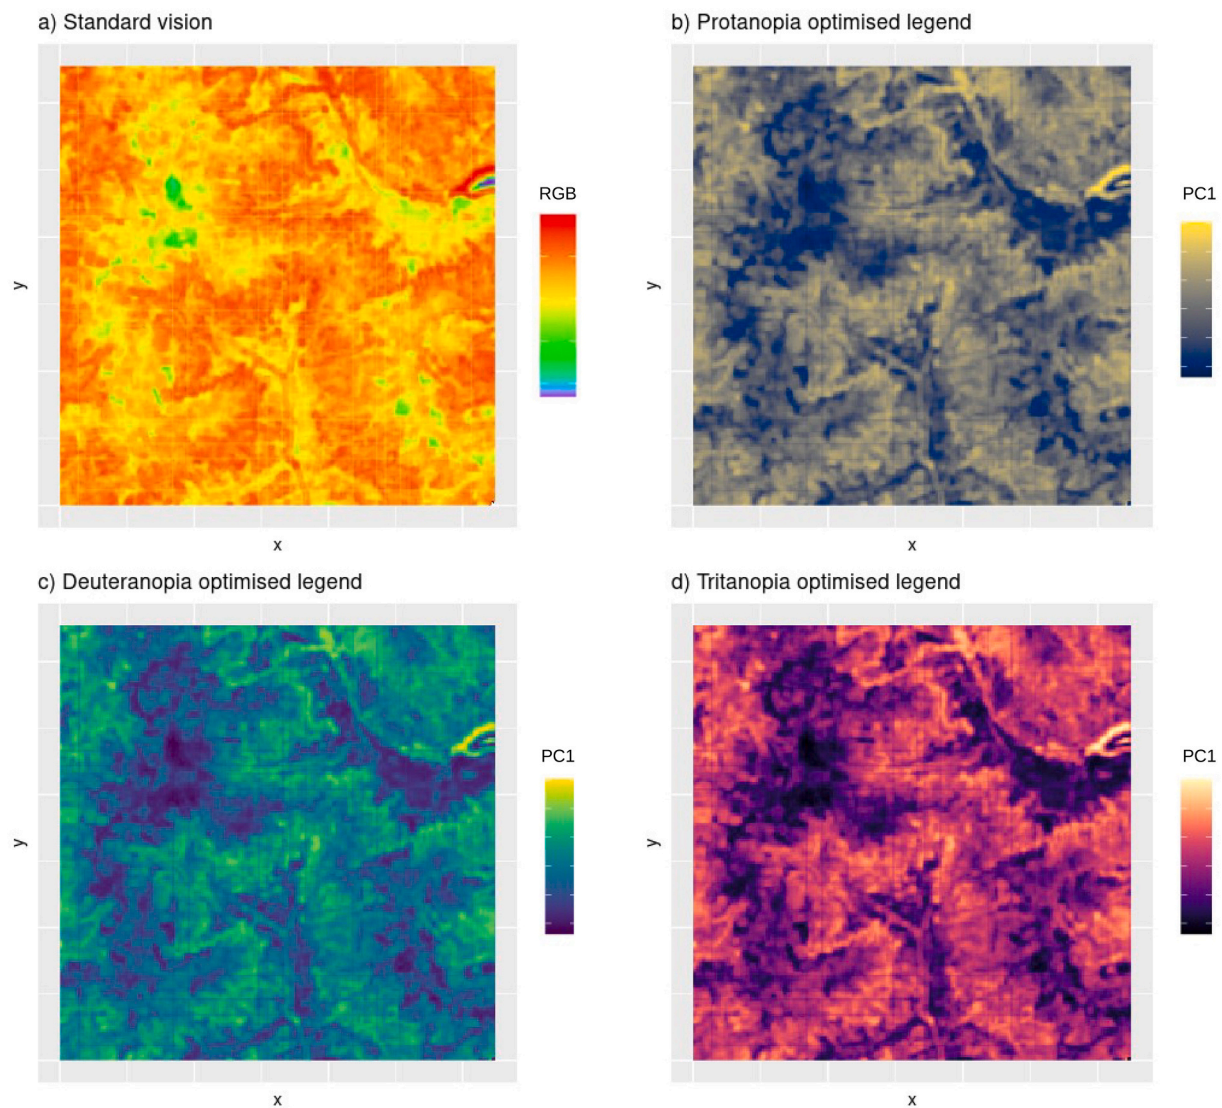 a) Standard vision
b) Protanopia optimised legend
RGB
PC1
y
y
x
x
c) Deuteranopia optimised legend
d) Tritanopia optimised legend
PC1
PC1
y
y
x
x